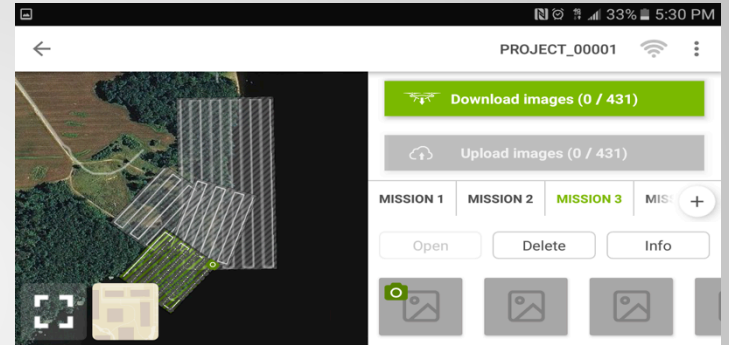 33% 5:30 PM
PROJECT_00001
Download images (0 / 431)
Upload images (0 / 431)
MISSION 1 MISSION 2 MISSION 3 MIS
+
Open Delete Info